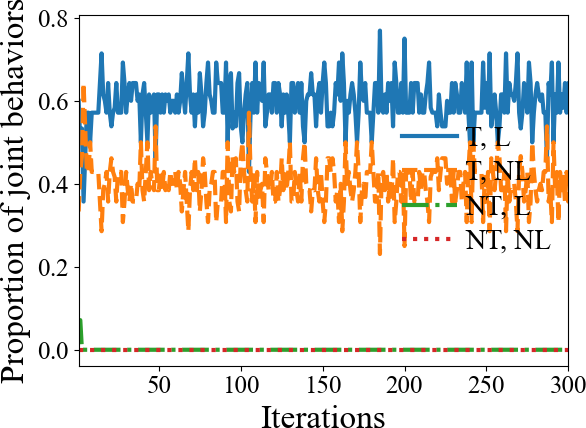 Proportion of joint behaviors
0.8
0.6
0.4
0.2
0.0
T, L
T, NL
NT, L
NT, NL
50
100
150
200
250
300
Iterations